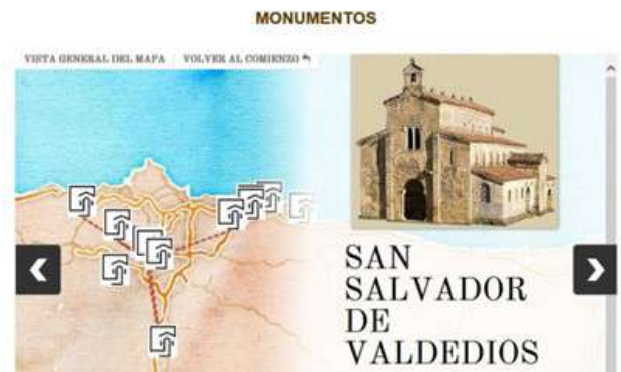 MONUMENTOS
VISTA GENERAL DEL MAPA
VOLVER AL COMIENZO
SAN
SALVADOR
DE
VALDEDIOS